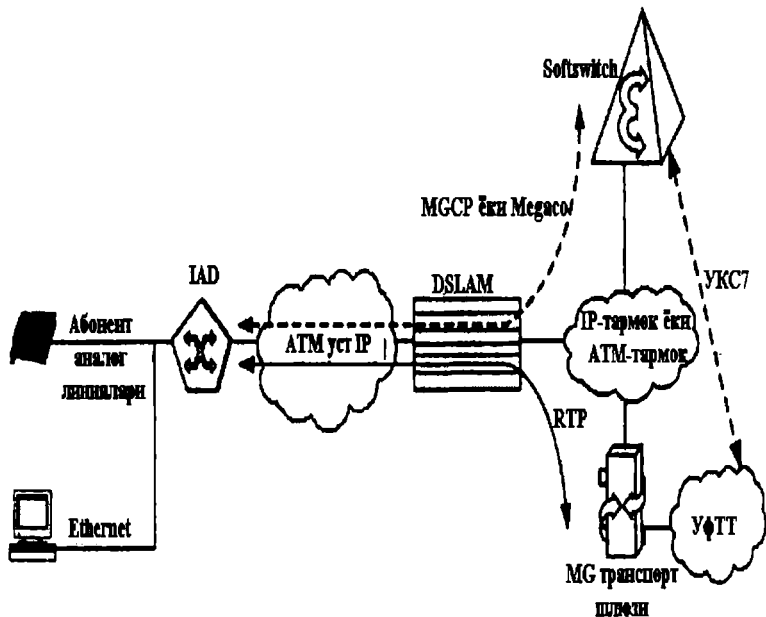 Softswitch
MGCP ёки Megaco
УКС7
IAD
DSLAM
Абонент
аналог
линиялари
ATM уст IP
IP-тармок ёки
АТМ-тармок
RTP
Ethernet
УфТТ
MG транспорт
шлюзи